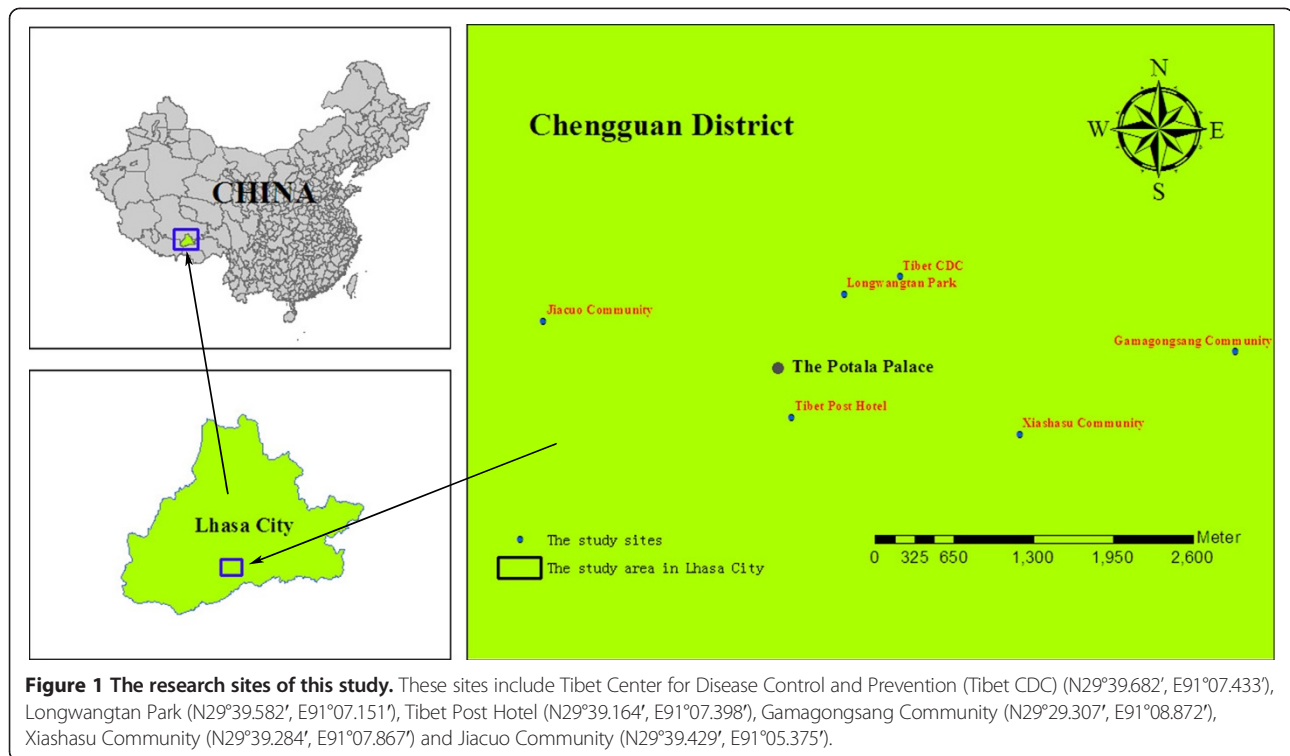 CHINA
Lhasa City
Chengguan District
N
W E
S
Tibet CDC
Longwangtan Park
Jiacuo Community
Gamagongsang Community
The Potala Palace
Tibet Post Hotel
Xiashasu Community
The study sites
The study area in Lhasa City
Meter
0 325 650 1,300 1,950 2,600
Figure 1 The research sites of this study. These sites include Tibet Center for Disease Control and Prevention (Tibet CDC) (N29°39.682′, E91°07.433′),
Longwangtan Park (N29°39.582′, E91°07.151′), Tibet Post Hotel (N29°39.164′, E91°07.398′), Gamagongsang Community (N29°29.307′, E91°08.872′),
Xiashasu Community (N29°39.284′, E91°07.867′) and Jiacuo Community (N29°39.429′, E91°05.375′).